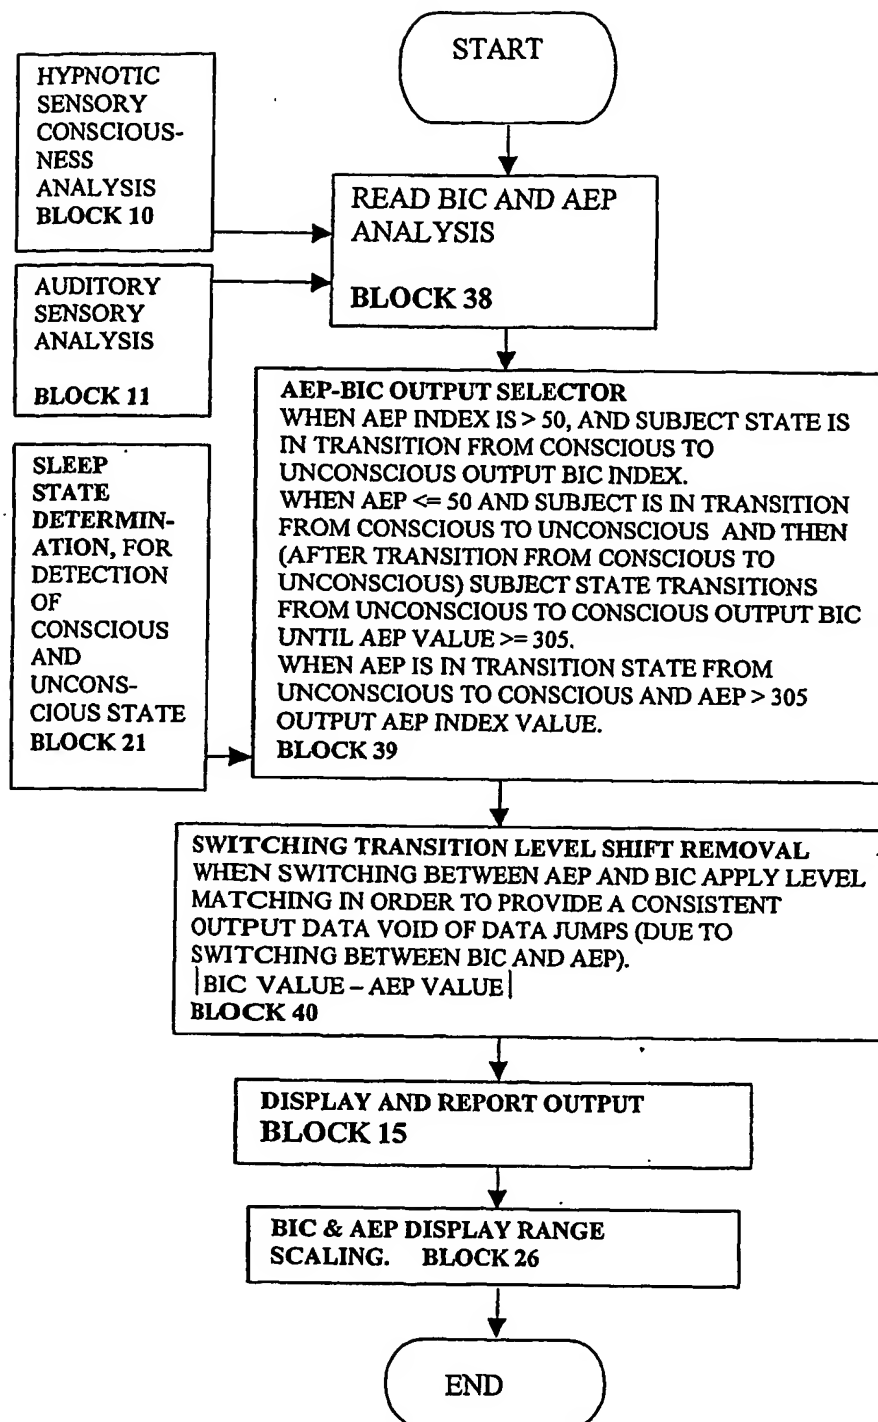 START
HYPNOTIC
SENSORY
CONSCIOUS-
NESS
ANALYSIS
BLOCK 10
READ BIC AND AEP
ANALYSIS
BLOCK 38
AUDITORY
SENSORY
ANALYSIS
BLOCK 11
AEP-BIC OUTPUT SELECTOR
WHEN AEP INDEX IS > 50, AND SUBJECT STATE IS
IN TRANSITION FROM CONSCIOUS TO
UNCONSCIOUS OUTPUT BIC INDEX.
WHEN AEP <= 50 AND SUBJECT IS IN TRANSITION
FROM CONSCIOUS TO UNCONSCIOUS AND THEN
(AFTER TRANSITION FROM CONSCIOUS TO
UNCONSCIOUS) SUBJECT STATE TRANSITIONS
FROM UNCONSCIOUS TO CONSCIOUS OUTPUT BIC
UNTIL AEP VALUE >= 305.
WHEN AEP IS IN TRANSITION STATE FROM
UNCONSCIOUS TO CONSCIOUS AND AEP > 305
OUTPUT AEP INDEX VALUE.
BLOCK 39
SLEEP
STATE
DETERMIN-
ATION, FOR
DETECTION
OF
CONSCIOUS
AND
UNCONS-
CIOUS STATE
BLOCK 21
SWITCHING TRANSITION LEVEL SHIFT REMOVAL
WHEN SWITCHING BETWEEN AEP AND BIC APPLY LEVEL
MATCHING IN ORDER TO PROVIDE A CONSISTENT
OUTPUT DATA VOID OF DATA JUMPS (DUE TO
SWITCHING BETWEEN BIC AND AEP).
|BIC VALUE – AEP VALUE|
BLOCK 40
DISPLAY AND REPORT OUTPUT
BLOCK 15
BIC & AEP DISPLAY RANGE
SCALING. BLOCK 26
END